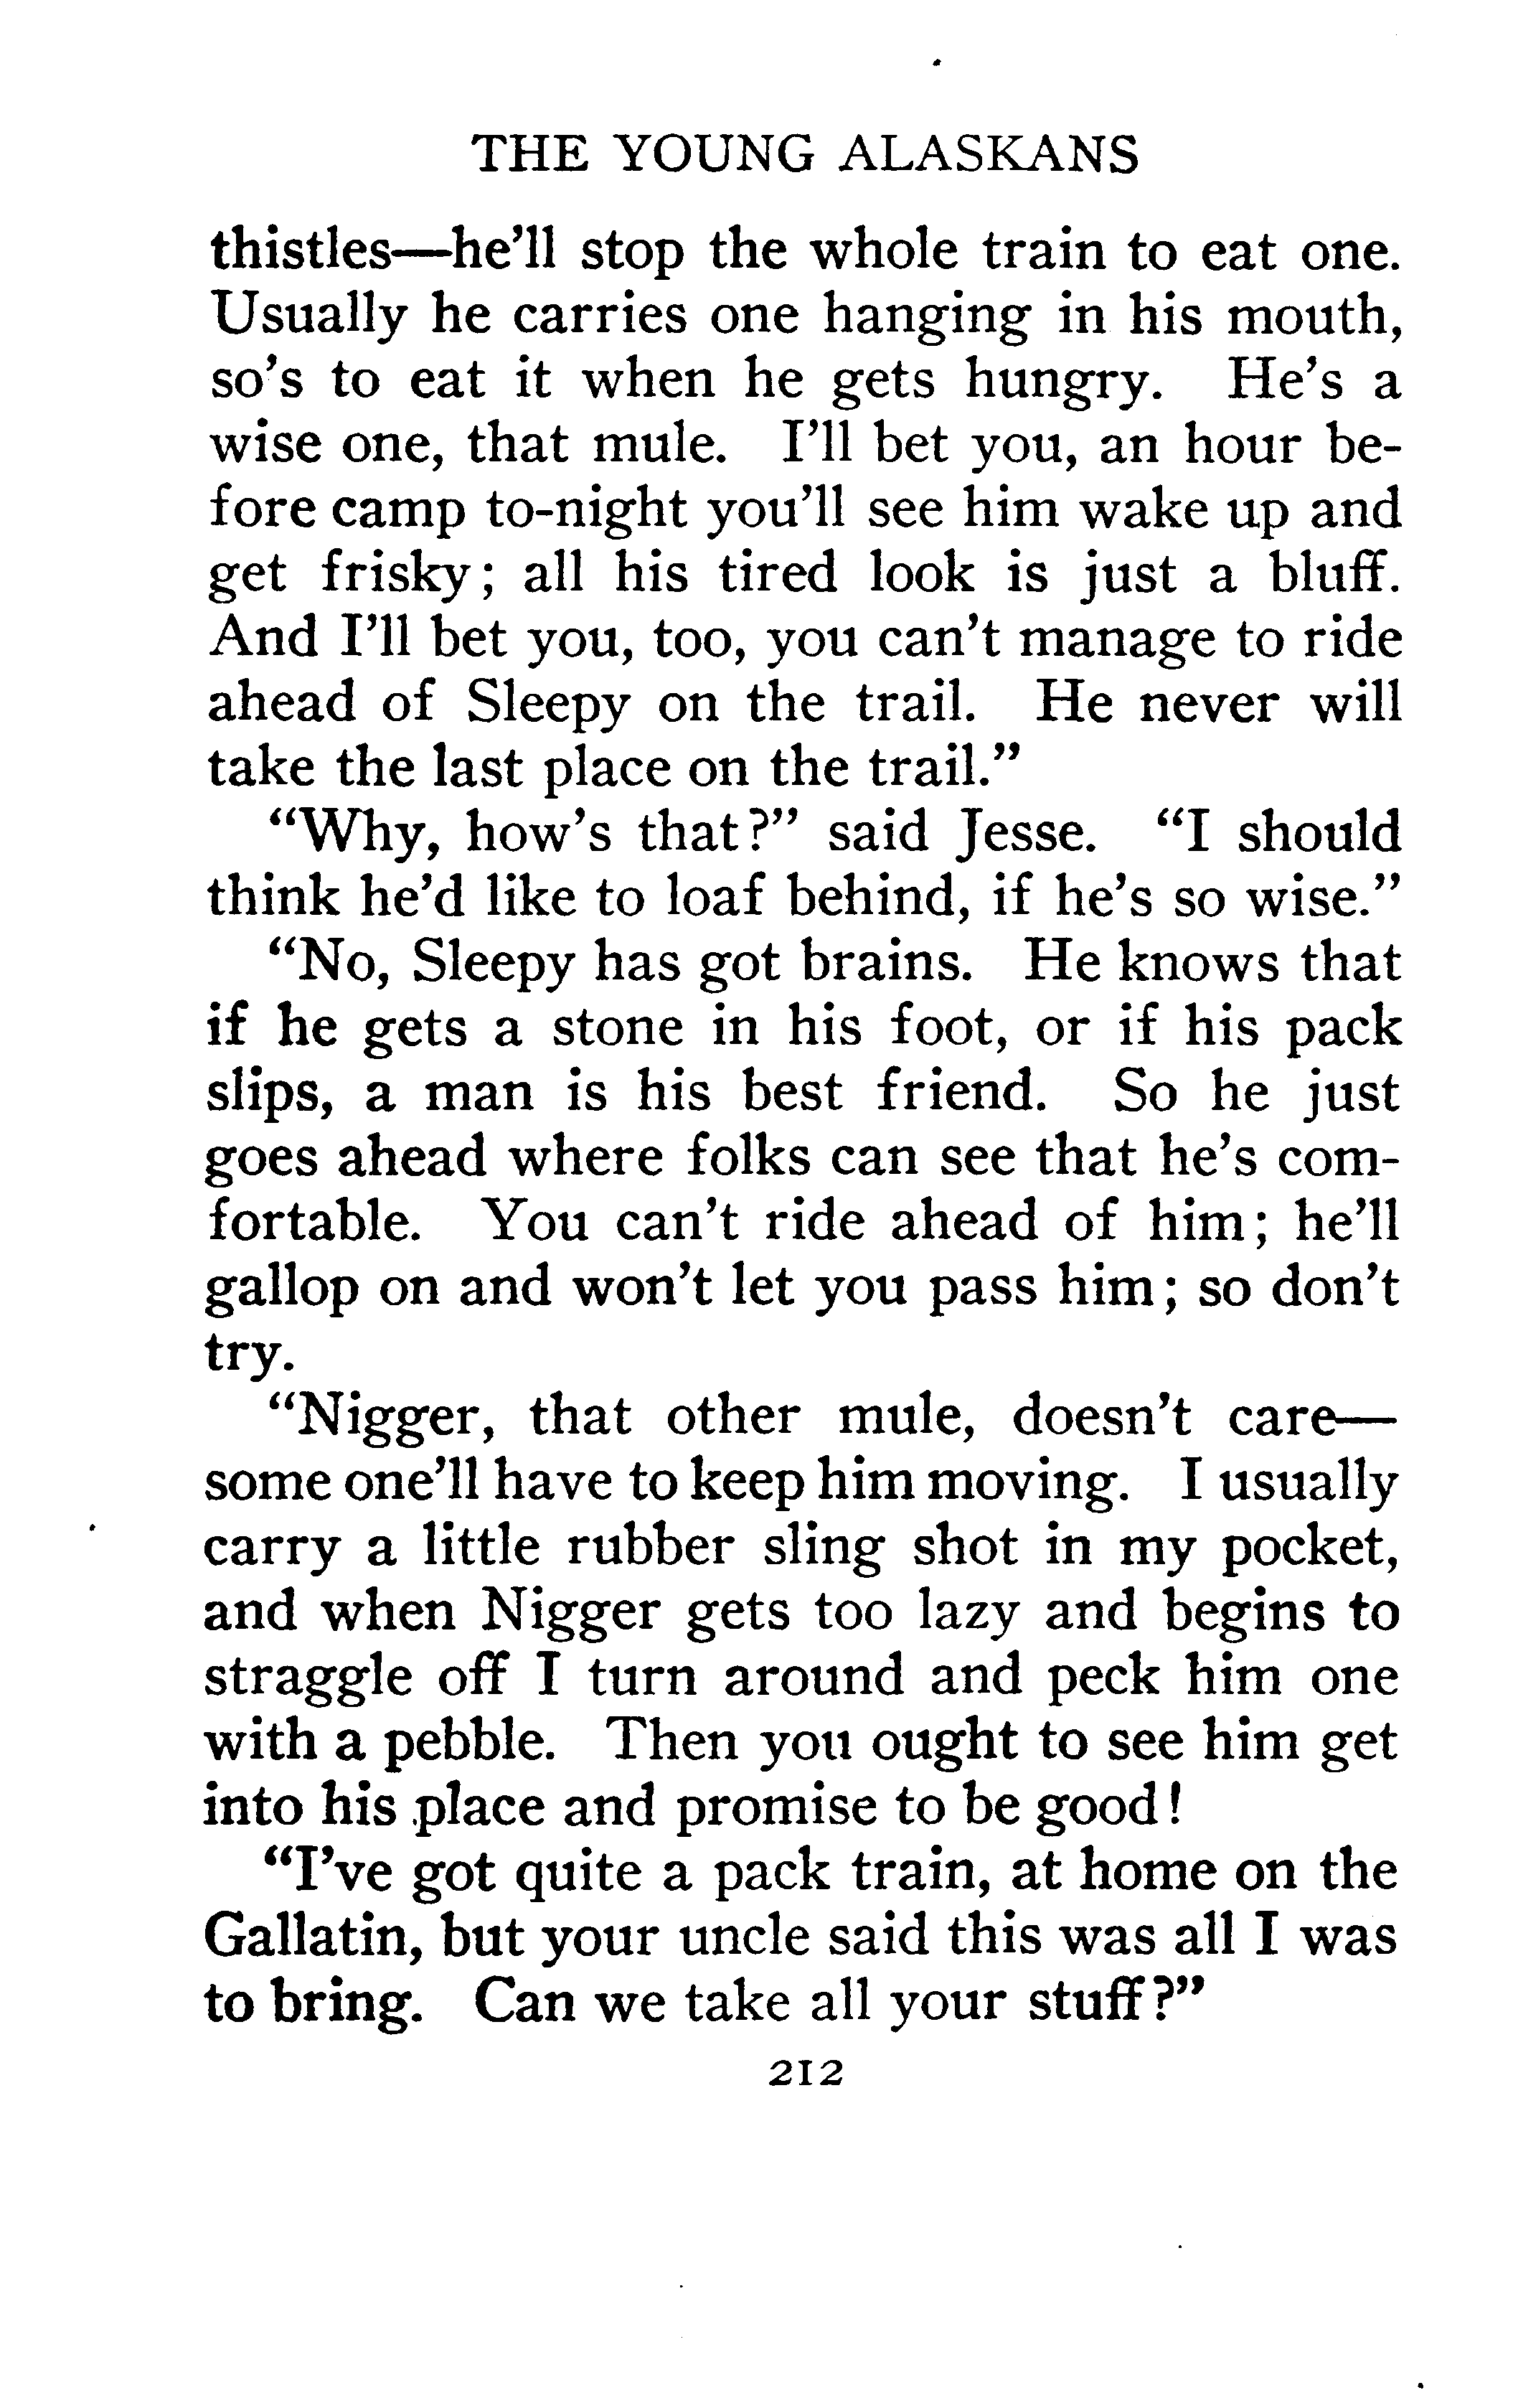 THE YOUNG ALASKANS
thistles—he'll stop the whole train to eat one.
Usually he carries one hanging in his mouth,
so's to eat it when he gets hungry. He's a
wise one, that mule. I'll bet you, an hour be-
fore camp to-night you'll see him wake up and
get frisky; all his tired look is just a bluff.
And I'll bet you, too, you can't manage to ride
ahead of Sleepy on the trail. He never will
take the last place on the trail."
"Why, how's that?" said Jesse. "I should
think he'd like to loaf behind, if he's so wise."
"No, Sleepy has got brains. He knows that
if he gets a stone in his foot, or if his pack
slips, a man is his best friend. So he just
goes ahead where folks can see that he's com-
fortable. You can't ride ahead of him; he'll
gallop on and won't let you pass him; so don't
try.
"Nigger, that other mule, doesn't care—
some one'll have to keep him moving. I usually
carry a little rubber sling shot in my pocket,
and when Nigger gets too lazy and begins to
straggle off I turn around and peck him one
with a pebble. Then you ought to see him get
into his place and promise to be good!
"I've got quite a pack train, at home on the
Gallatin, but your uncle said this was all I was
to bring. Can we take all your stuff?"
212